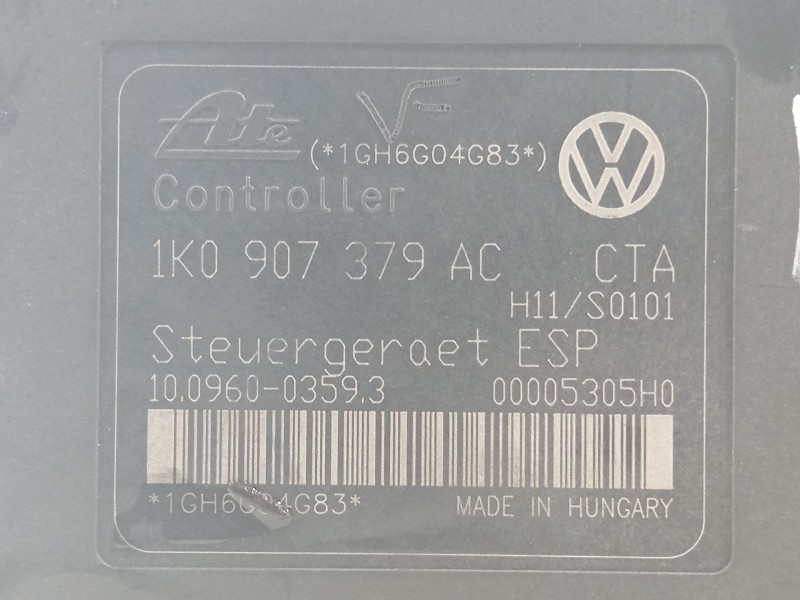 VF
Ate (*1GH6G04G83*)
Controller
1K0 907 379 AC CTA
H11/S0101
Steuergeraet ESP
10.0960-0359.3 00005305H0
*1GH6G04G83* MADE IN HUNGARY